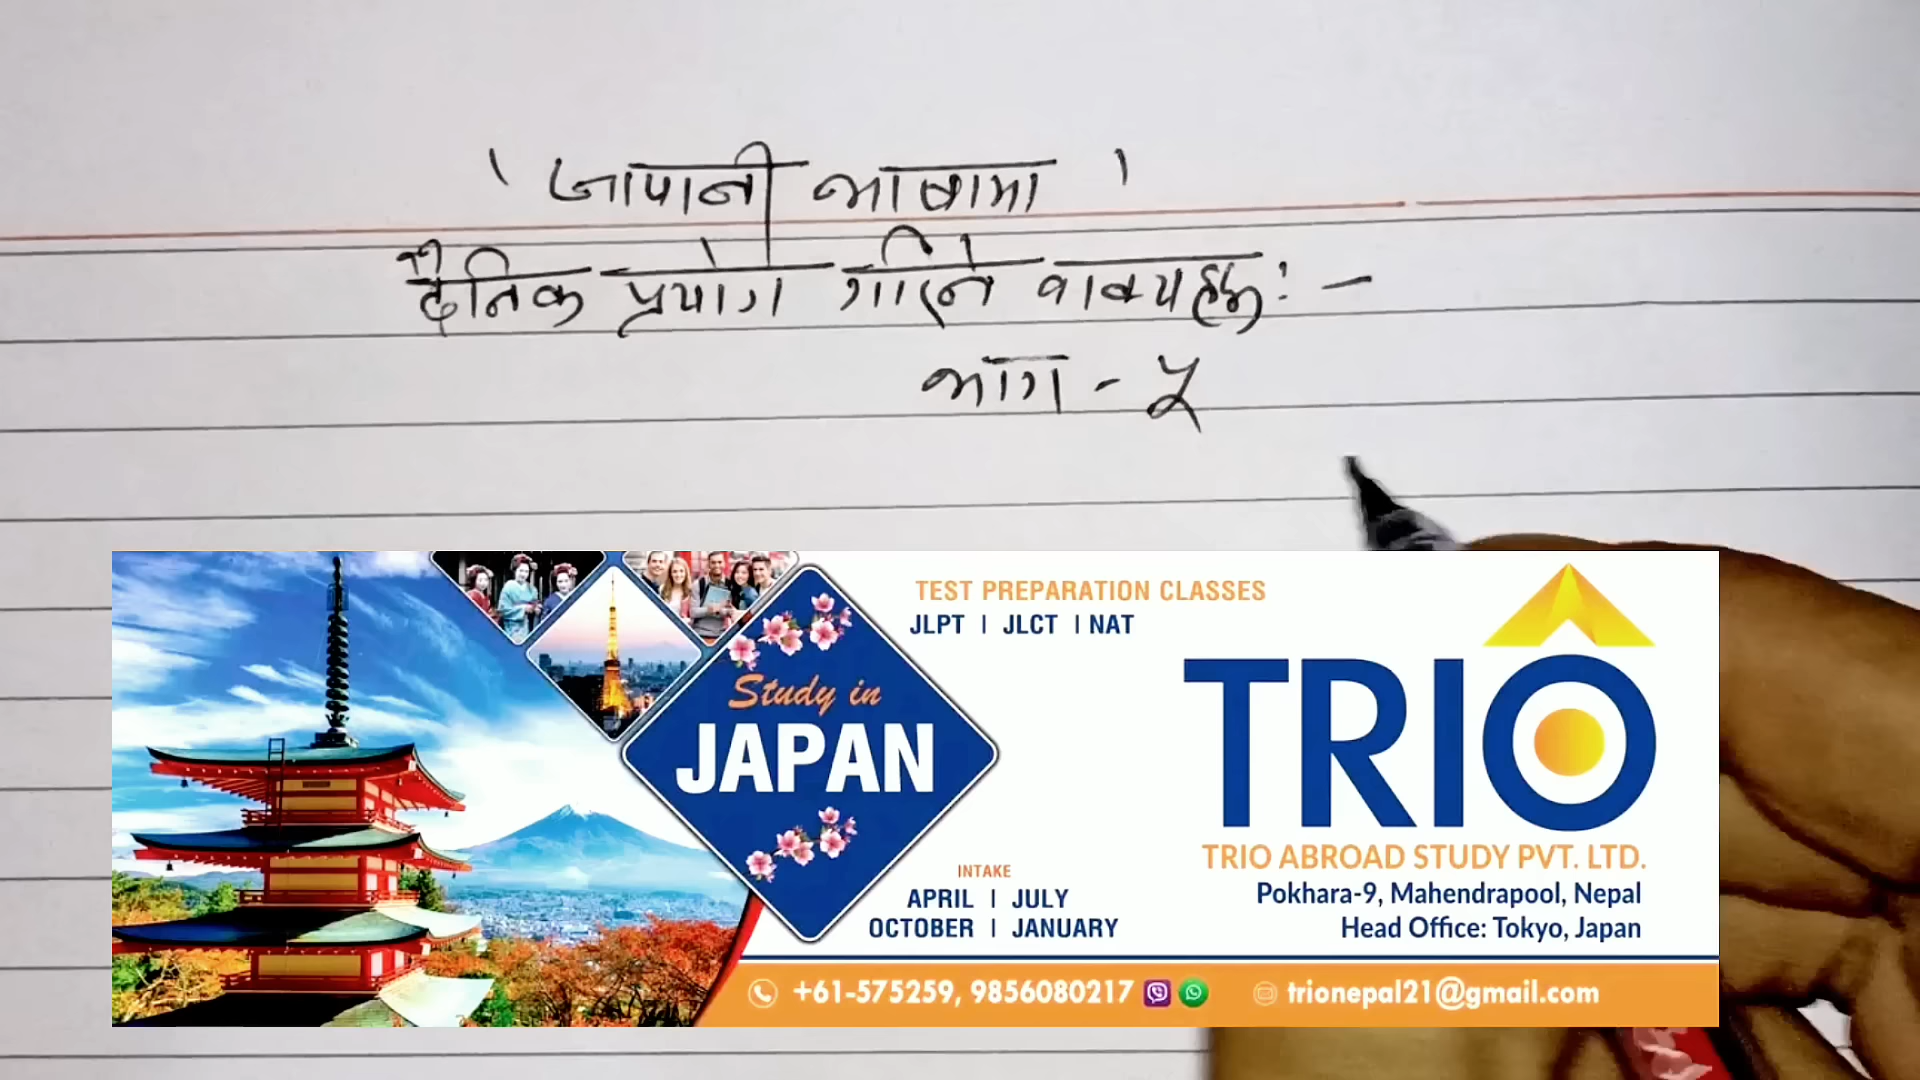 ' जापानी भाषामा '
दैनिक प्रयोग गरिने वाक्यहरू : -
भाग - ५
TEST PREPARATION CLASSES
JLPT | JLCT | NAT
Study in
JAPAN
TRIO
TRIO ABROAD STUDY PVT. LTD.
Pokhara-9, Mahendrapool, Nepal
Head Office: Tokyo, Japan
INTAKE
APRIL | JULY
OCTOBER | JANUARY
+61-575259, 9856080217
trionepal21@gmail.com